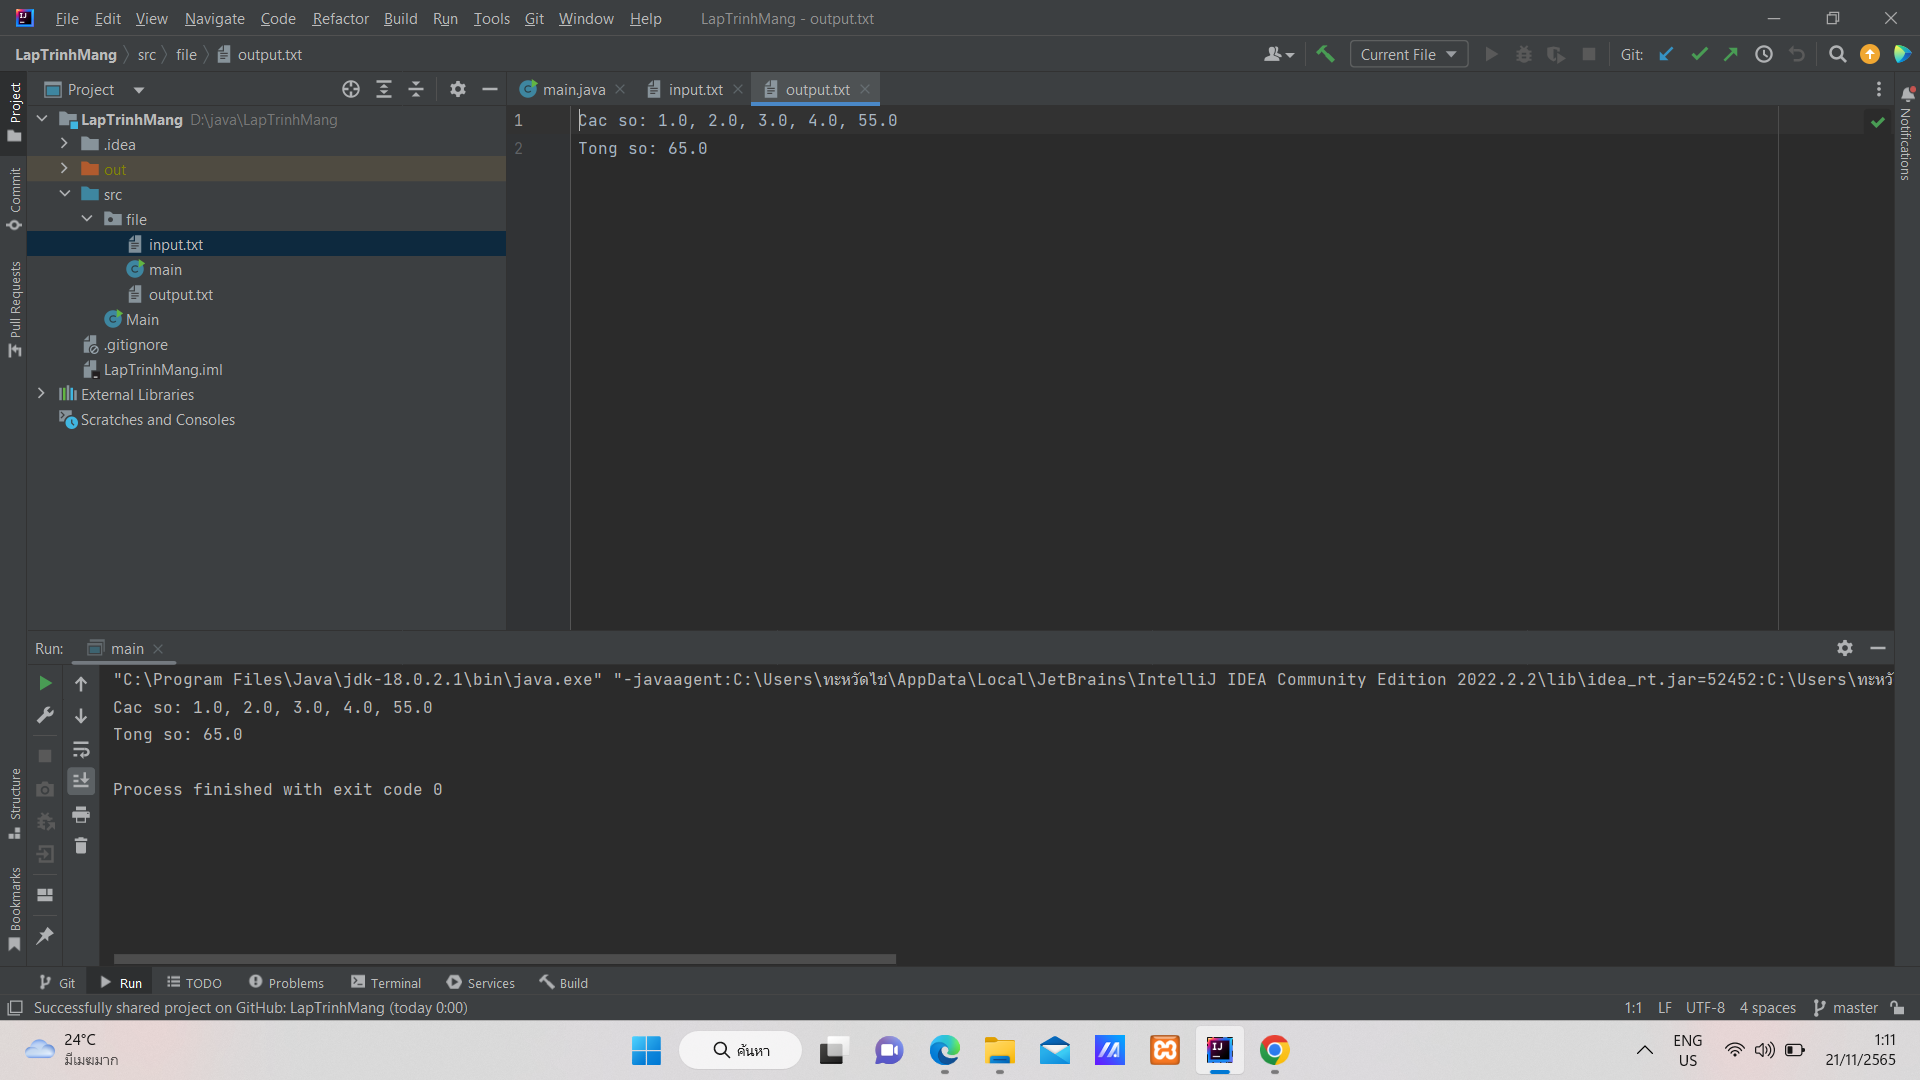 File Edit View Navigate Code Refactor Build Run Tools Git Window Help LapTrinhMang - output.txt
LapTrinhMang src file output.txt Current File Git:
Project main.java input.txt output.txt
LapTrinhMang D:\java\LapTrinhMang
.idea
out
src
file
input.txt
main
output.txt
Main
.gitignore
LapTrinhMang.iml
External Libraries
Scratches and Consoles
Project
Commit
Pull Requests
Structure
Bookmarks
Notifications
1 Cac so: 1.0, 2.0, 3.0, 4.0, 55.0
2 Tong so: 65.0
Run: main
"C:\Program Files\Java\jdk-18.0.2.1\bin\java.exe" "-javaagent:C:\Users\ทะหวัดไช\AppData\Local\JetBrains\IntelliJ IDEA Community Edition 2022.2.2\lib\idea_rt.jar=52452:C:\Users\ทะหวั
Cac so: 1.0, 2.0, 3.0, 4.0, 55.0
Tong so: 65.0
Process finished with exit code 0
Git Run TODO Problems Terminal Services Build
Successfully shared project on GitHub: LapTrinhMang (today 0:00) 1:1 LF UTF-8 4 spaces master
24°C
มีเมฆมาก
ค้นหา
ENG
US
1:11
21/11/2565